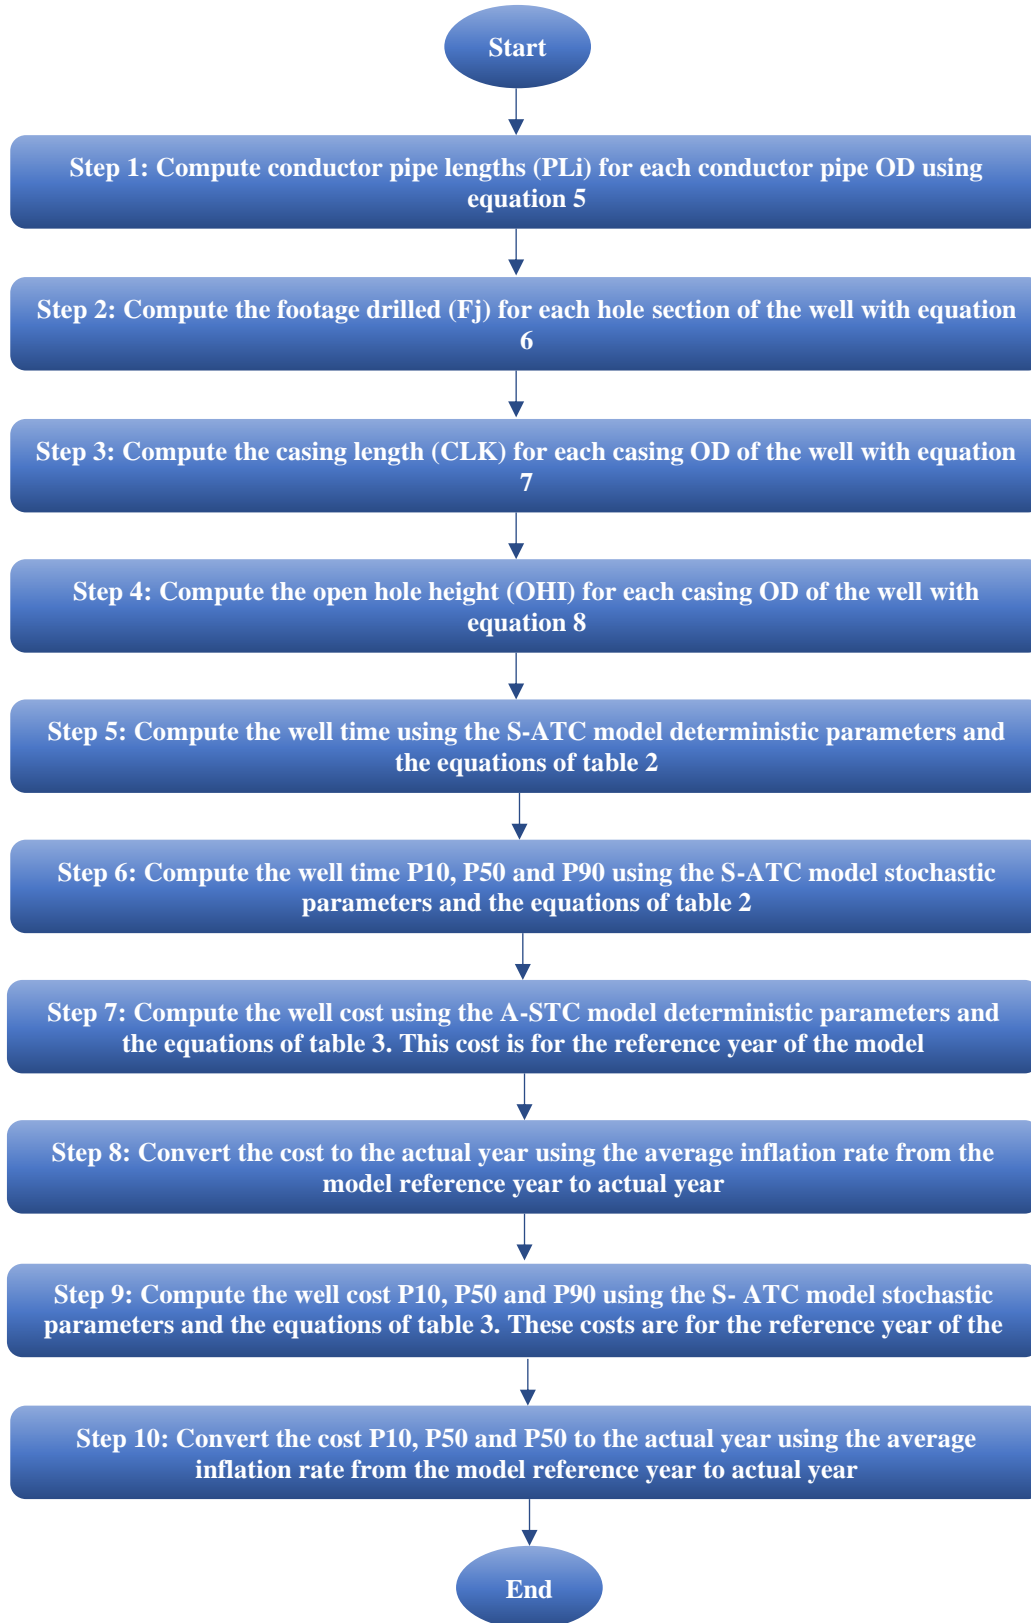 Start
Step 1: Compute conductor pipe lengths (PLi) for each conductor pipe OD using
equation 5
Step 2: Compute the footage drilled (Fj) for each hole section of the well with equation
6
Step 3: Compute the casing length (CLK) for each casing OD of the well with equation
7
Step 4: Compute the open hole height (OHI) for each casing OD of the well with
equation 8
Step 5: Compute the well time using the S-ATC model deterministic parameters and
the equations of table 2
Step 6: Compute the well time P10, P50 and P90 using the S-ATC model stochastic
parameters and the equations of table 2
Step 7: Compute the well cost using the A-STC model deterministic parameters and
the equations of table 3. This cost is for the reference year of the model
Step 8: Convert the cost to the actual year using the average inflation rate from the
model reference year to actual year
Step 9: Compute the well cost P10, P50 and P90 using the S- ATC model stochastic
parameters and the equations of table 3. These costs are for the reference year of the
Step 10: Convert the cost P10, P50 and P50 to the actual year using the average
inflation rate from the model reference year to actual year
End